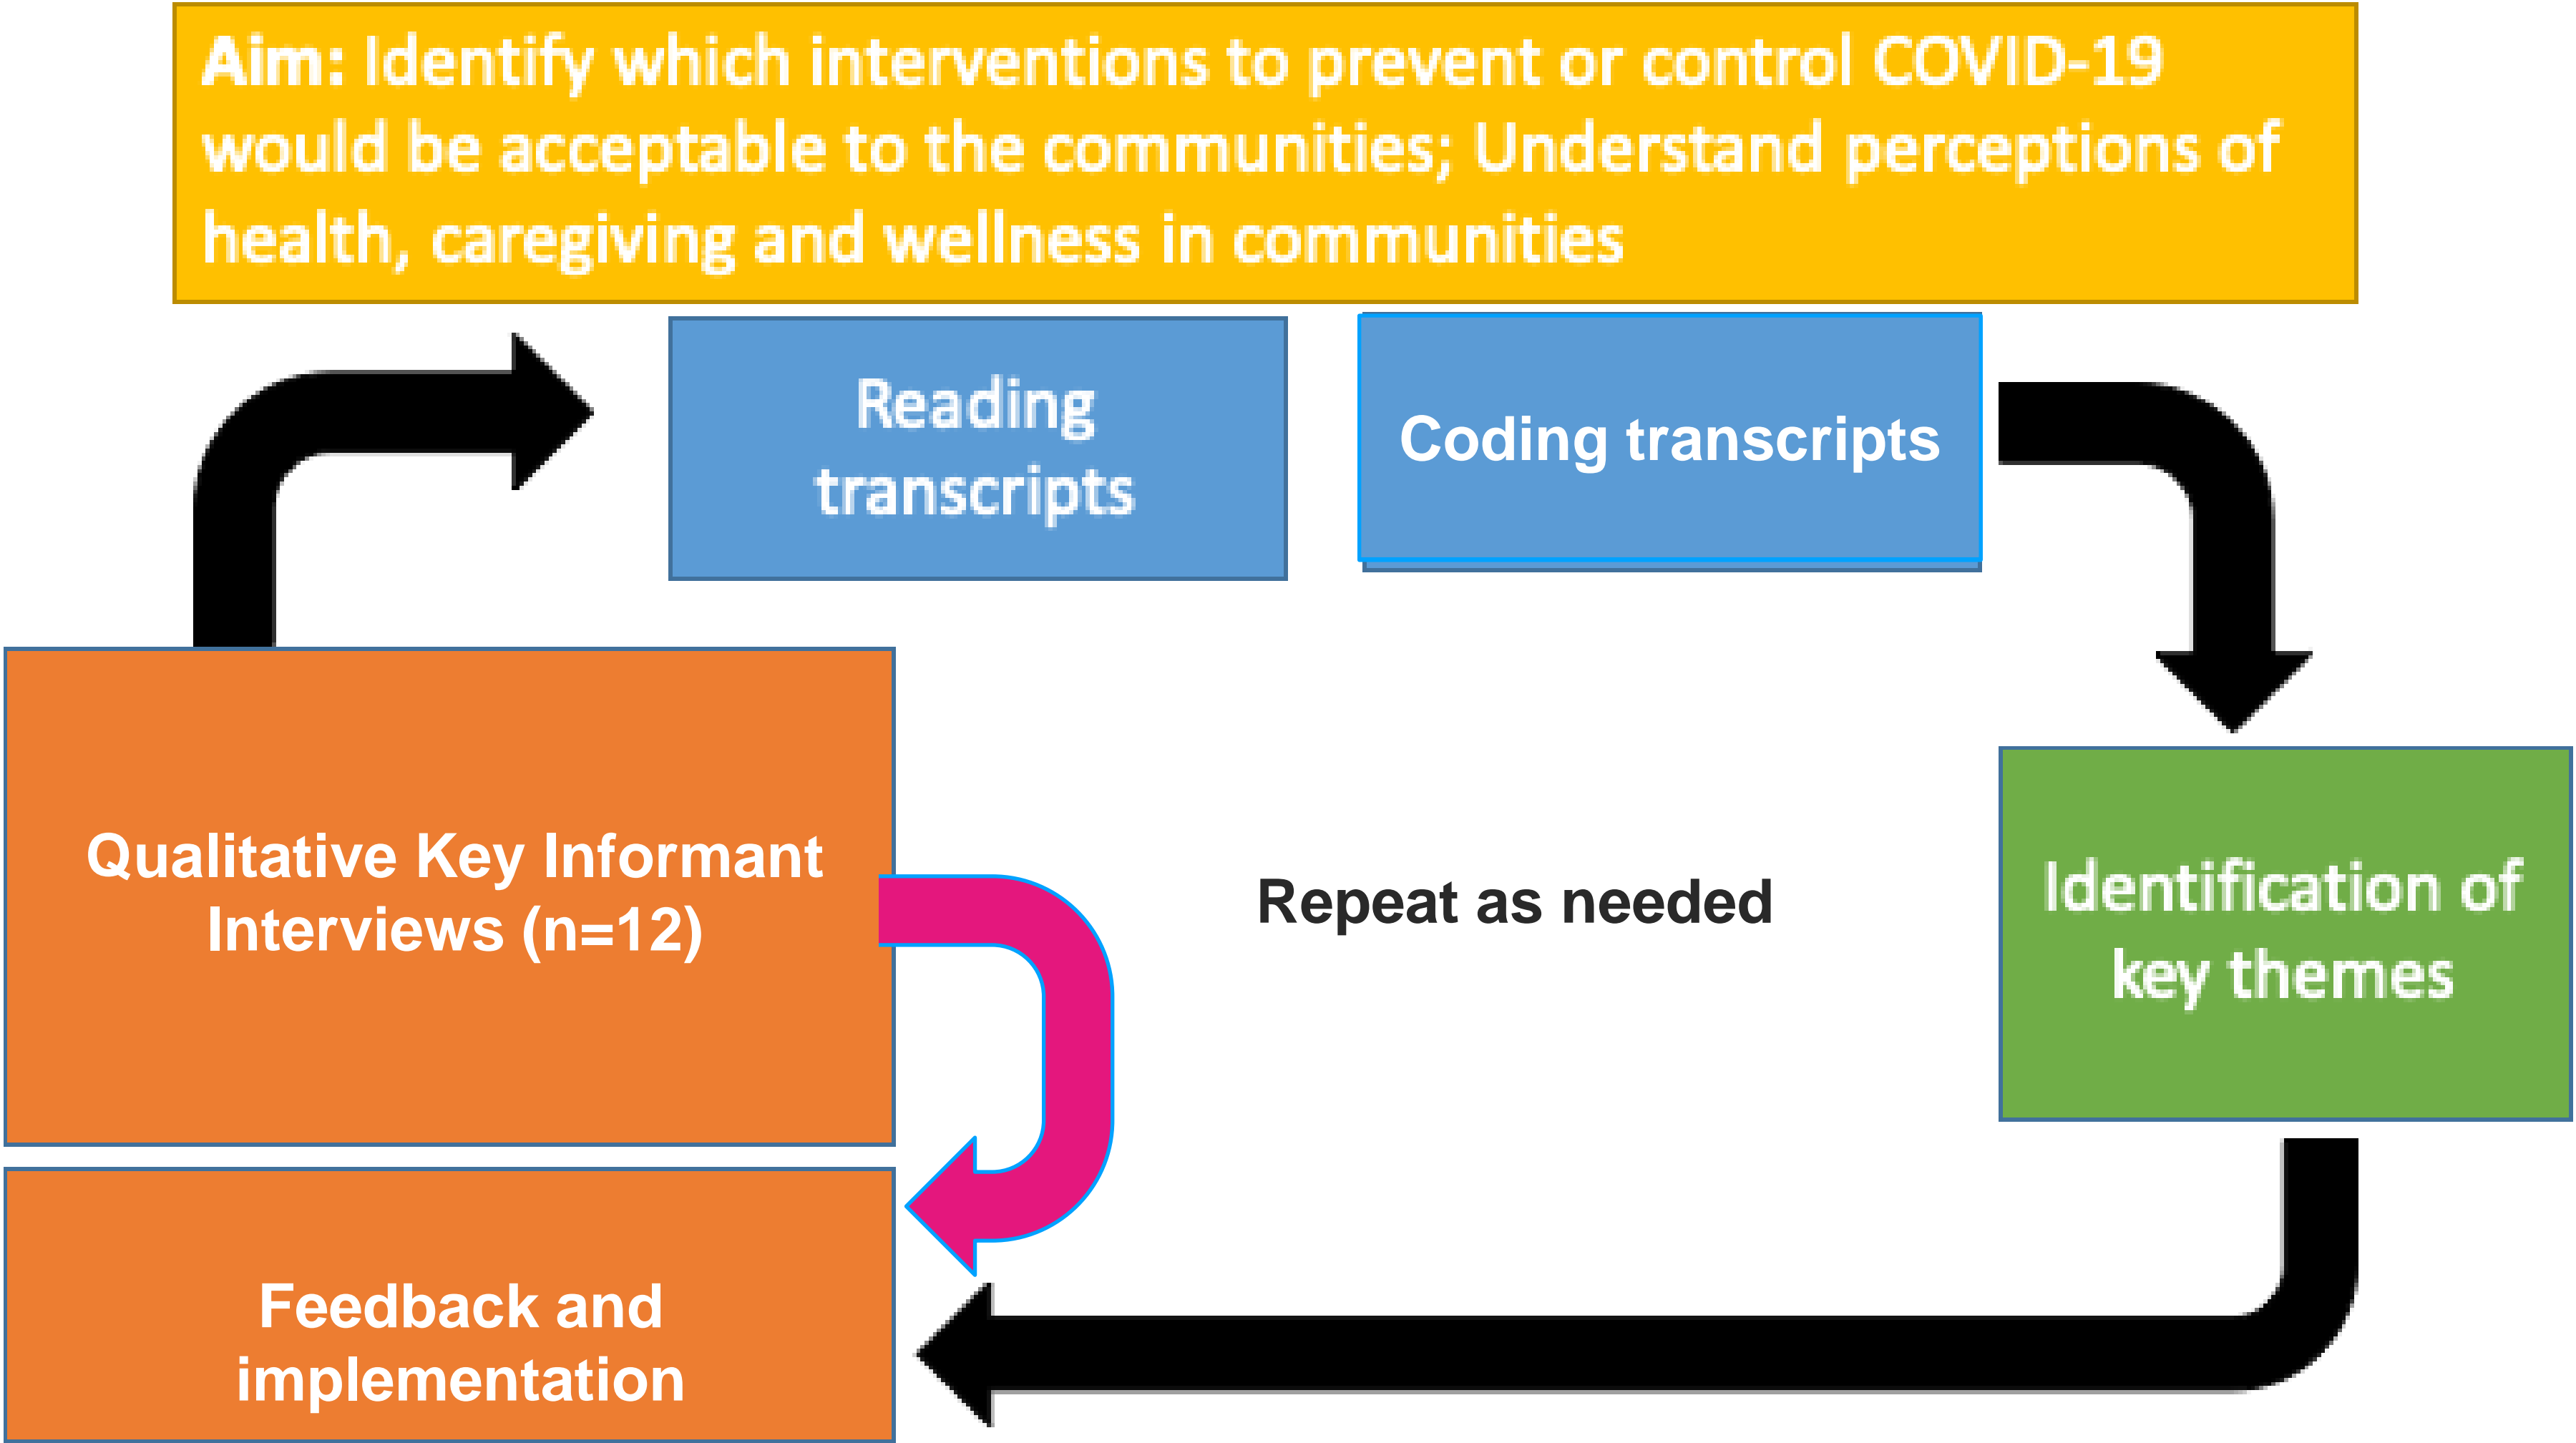 Aim: Identify which interventions to prevent or control COVID-19
would be acceptable to the communities; Understand perceptions of
health, caregiving and wellness in communities
Reading
transcripts
Coding transcripts
Qualitative Key Informant
Interviews (n=12)
Repeat as needed
Identification of
key themes
Feedback and
implementation